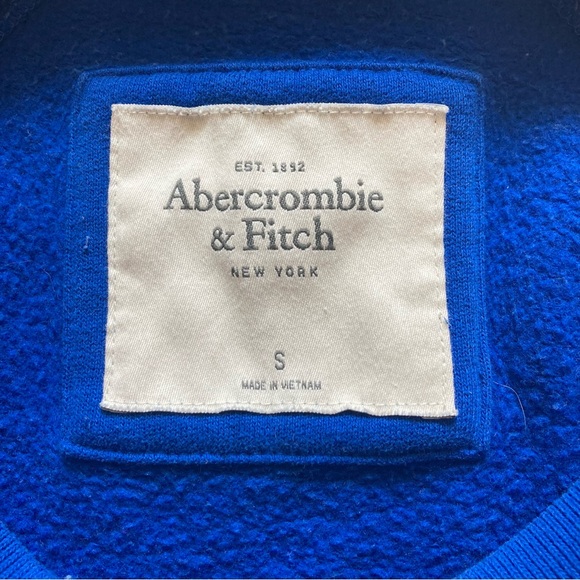 EST. 1892
Abercrombie
& Fitch
NEW YORK
S
MADE IN VIETNAM